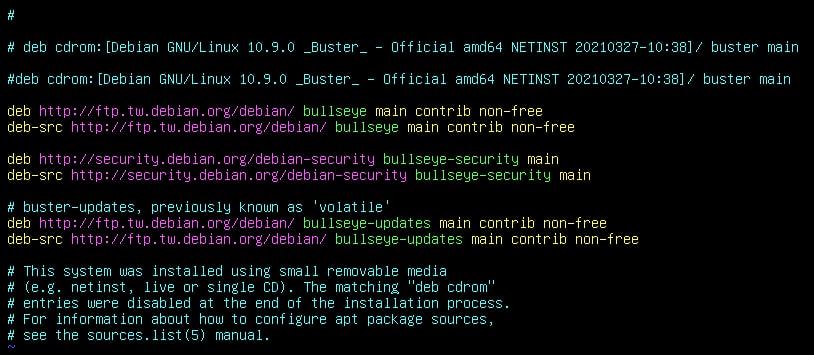 #
# deb cdrom:[Debian GNU/Linux 10.9.0 _Buster_ - Official amd64 NETINST 20210327-10:38]/ buster main
#deb cdrom:[Debian GNU/Linux 10.9.0 _Buster_ - Official amd64 NETINST 20210327-10:38]/ buster main
deb http://ftp.tw.debian.org/debian/ bullseye main contrib non-free
deb-src http://ftp.tw.debian.org/debian/ bullseye main contrib non-free
deb http://security.debian.org/debian-security bullseye-security main
deb-src http://security.debian.org/debian-security bullseye-security main
# buster-updates, previously known as 'volatile'
deb http://ftp.tw.debian.org/debian/ bullseye-updates main contrib non-free
deb-src http://ftp.tw.debian.org/debian/ bullseye-updates main contrib non-free
# This system was installed using small removable media
# (e.g. netinst, live or single CD). The matching "deb cdrom"
# entries were disabled at the end of the installation process.
# For information about how to configure apt package sources,
# see the sources.list(5) manual.
~